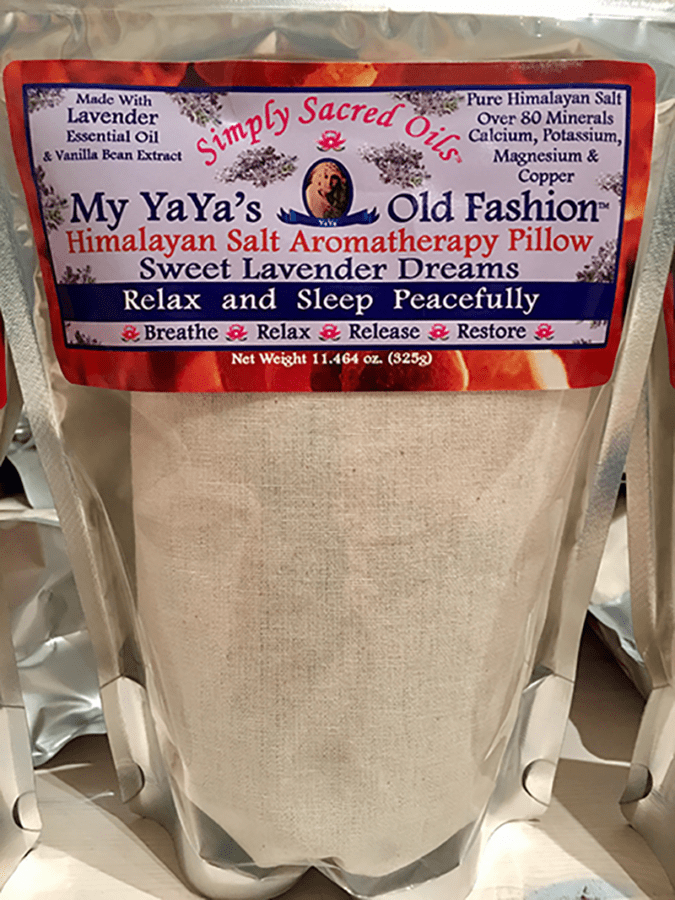 Made With
Lavender
Essential Oil
& Vanilla Bean Extract
Simply Sacred Oils™
Pure Himalayan Salt
Over 80 Minerals
Calcium, Potassium,
Magnesium &
Copper
My YaYa's Old Fashion™
YaYa
Himalayan Salt Aromatherapy Pillow
Sweet Lavender Dreams
Relax and Sleep Peacefully
Breathe Relax Release Restore
Net Weight 11.464 oz. (325g)